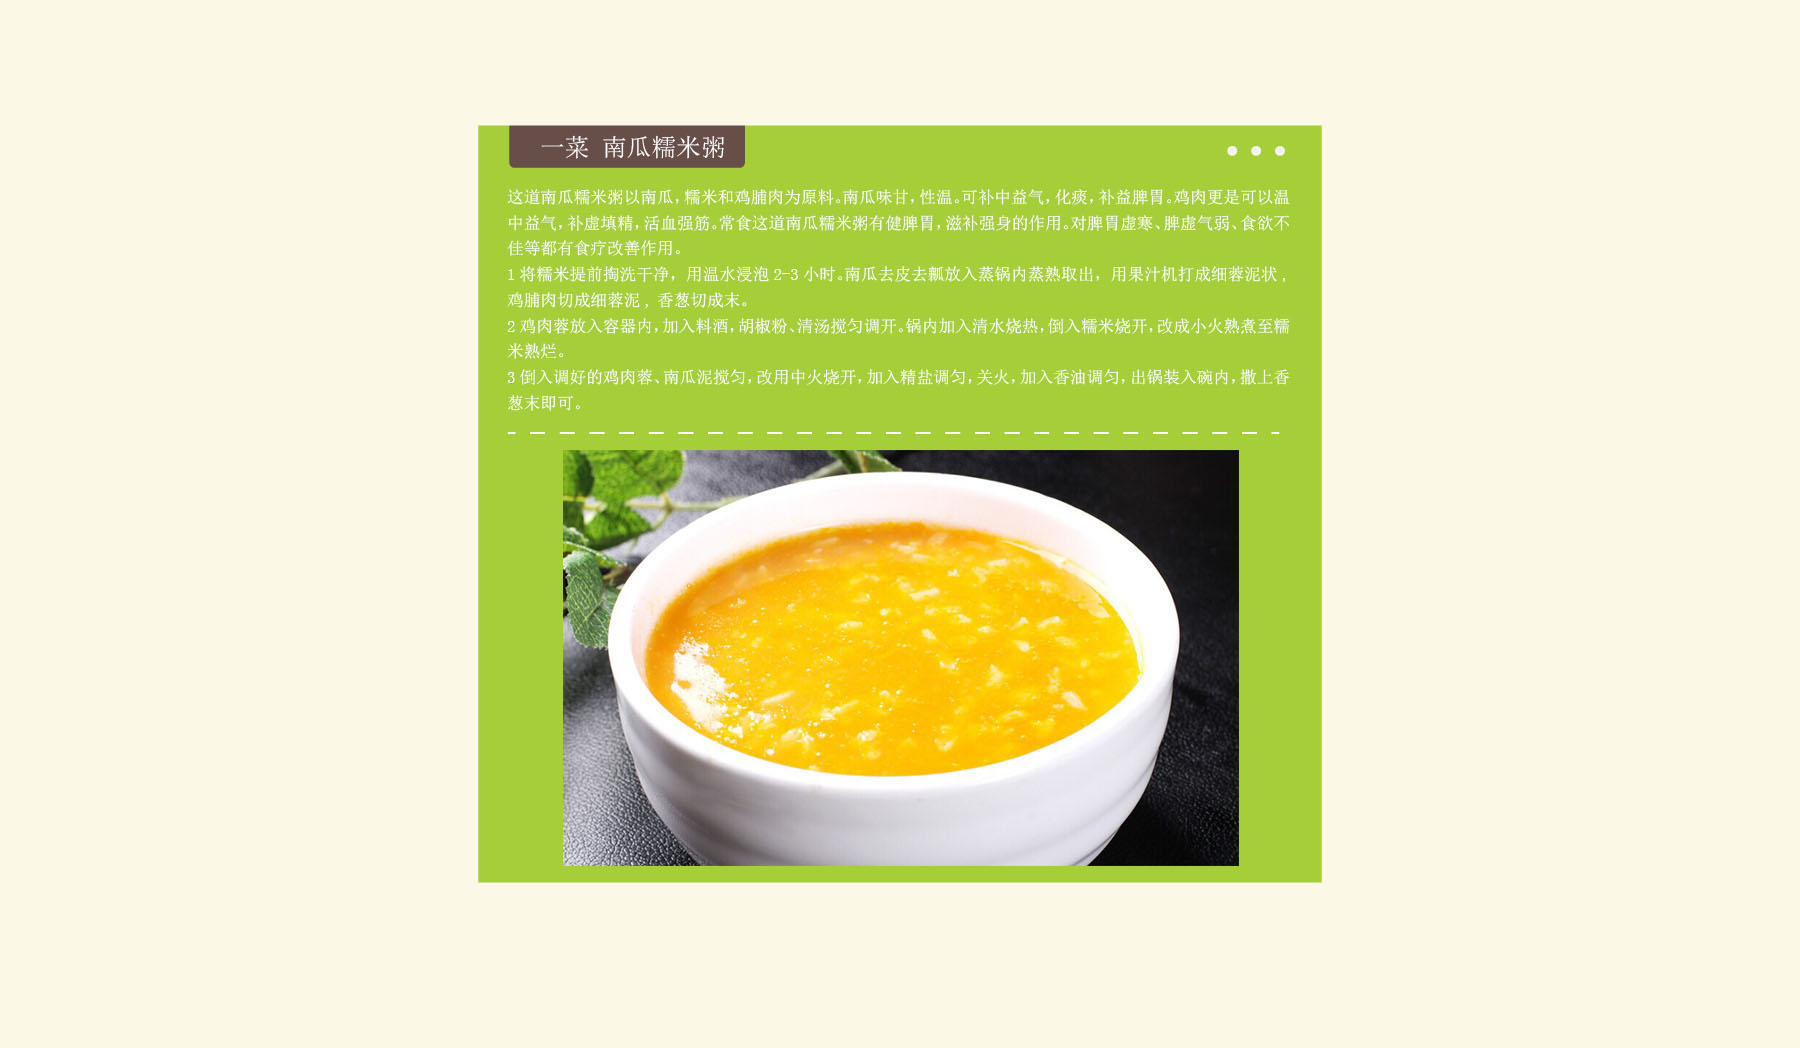 一菜 南瓜糯米粥
这道南瓜糯米粥以南瓜，糯米和鸡脯肉为原料。南瓜味甘，性温。可补中益气，化痰，补益脾胃。鸡肉更是可以温
中益气，补虚填精，活血强筋。常食这道南瓜糯米粥有健脾胃，滋补强身的作用。对脾胃虚寒、脾虚气弱、食欲不
佳等都有食疗改善作用。
1 将糯米提前掏洗干净，用温水浸泡 2-3 小时。南瓜去皮去瓤放入蒸锅内蒸熟取出，用果汁机打成细蓉泥状，
鸡脯肉切成细蓉泥，香葱切成末。
2 鸡肉蓉放入容器内，加入料酒，胡椒粉、清汤搅匀调开。锅内加入清水烧热，倒入糯米烧开，改成小火熟煮至糯
米熟烂。
3 倒入调好的鸡肉蓉、南瓜泥搅匀，改用中火烧开，加入精盐调匀，关火，加入香油调匀，出锅装入碗内，撒上香
葱末即可。